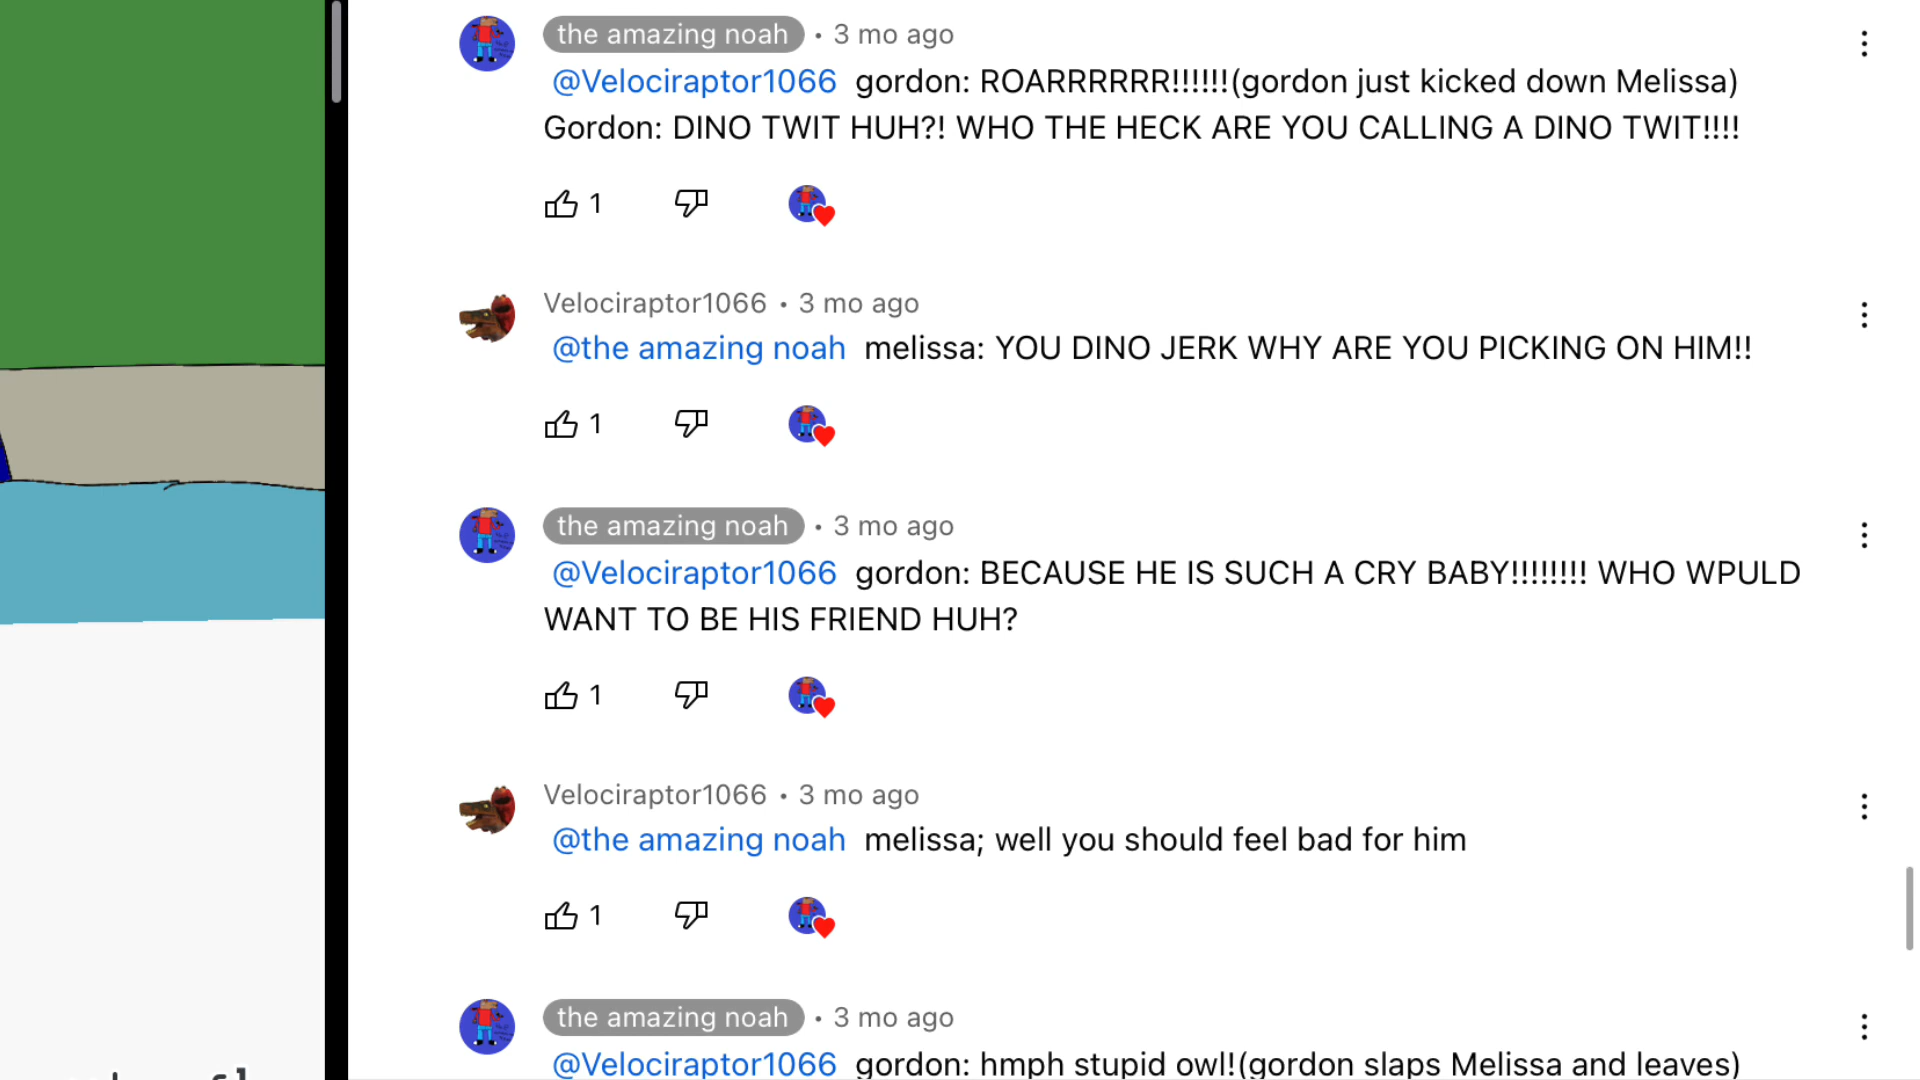 the amazing noah • 3 mo ago
@Velociraptor1066 gordon: ROARRRRRR!!!!!!(gordon just kicked down Melissa)
Gordon: DINO TWIT HUH?! WHO THE HECK ARE YOU CALLING A DINO TWIT!!!!
1
Velociraptor1066 • 3 mo ago
@the amazing noah melissa: YOU DINO JERK WHY ARE YOU PICKING ON HIM!!
1
the amazing noah • 3 mo ago
@Velociraptor1066 gordon: BECAUSE HE IS SUCH A CRY BABY!!!!!!!! WHO WPULD
WANT TO BE HIS FRIEND HUH?
1
Velociraptor1066 • 3 mo ago
@the amazing noah melissa; well you should feel bad for him
1
the amazing noah • 3 mo ago
@Velociraptor1066 gordon: hmph stupid owl!(gordon slaps Melissa and leaves)